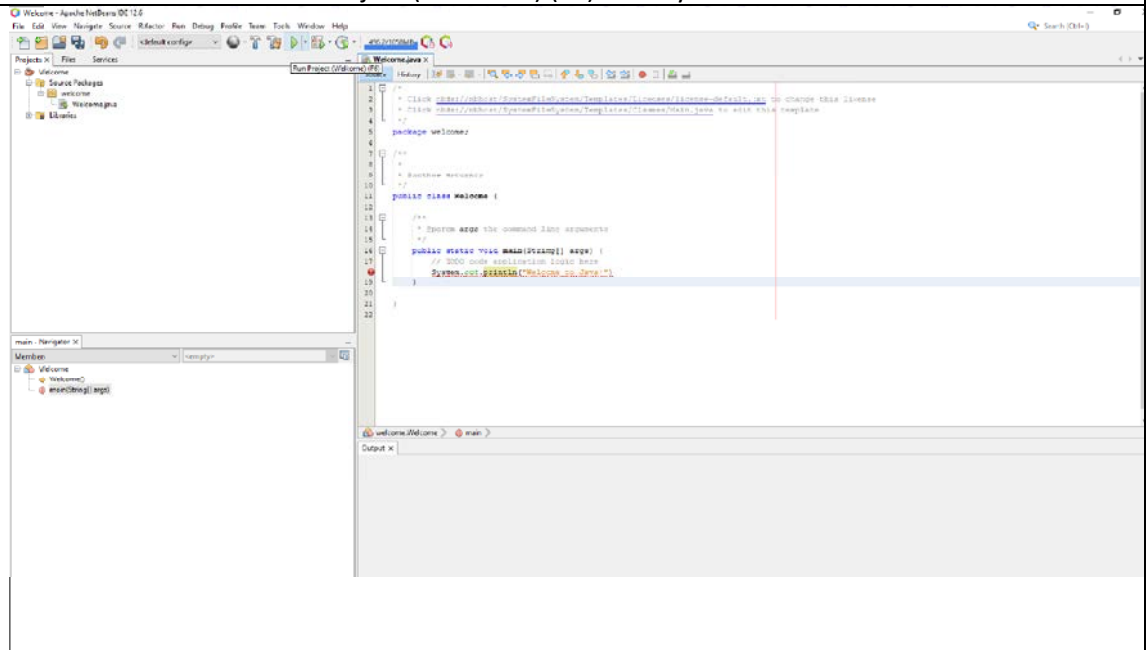 Welcome - Apache NetBeans IDE 12.6
File Edit View Navigate Source Refactor Run Debug Profile Team Tools Window Help
Search (Ctrl+I)
<default config>
Projects Files Services
Welcome.java
Run Project (Welcome) (F6)
History
Welcome
Source Packages
welcome
Welcome.java
Libraries
1 /*
2 * Click nbfs://nbhost/SystemFileSystem/Templates/Licenses/license-default.txt to change this license
3 * Click nbfs://nbhost/SystemFileSystem/Templates/Classes/Main.java to edit this template
4 */
5 package welcome;
6
7 /**
8 *
9 * @author
10 */
11 public class Welcome {
12
13 /**
14 * @param args the command line arguments
15 */
16 public static void main(String[] args) {
17 // TODO code application logic here
System.out.println("Welcome to Java!")
19 }
20
21 }
22
main - Navigator
Members <empty>
Welcome
Welcome()
main(String[] args)
welcome.Welcome main
Output